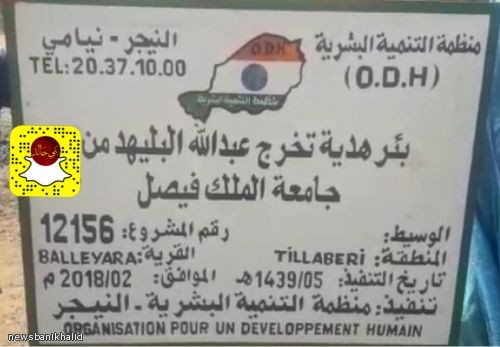 منظمة التنمية البشرية
(O.D.H)
النيجر - نيامي
TEL: 20.37.10.00
O D H
منظمة التنمية البشرية
بئر هدية تخرج عبدالله البليهد من
جامعة الملك فيصل
الوسيط: رقم المشروع: 12156
المنطقة: TILLABERI القرية: BALLEYARA
تاريخ التنفيذ: 1439/05هـ الموافق: 2018/02 م
تنفيذ: منظمة التنمية البشرية - النيجر
ORGANISATION POUR UN DEVELOPPEMENT HUMAIN
newsbanikhalid